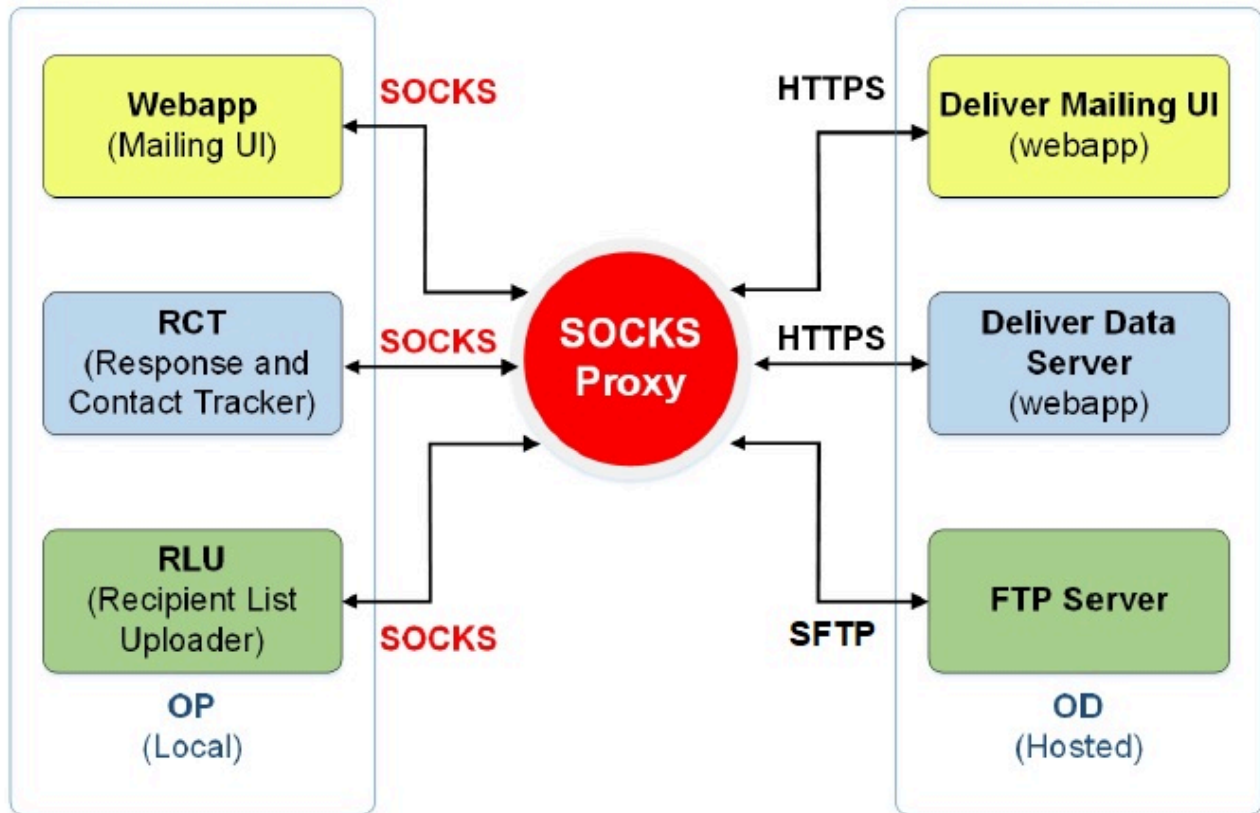 Webapp
(Mailing UI)
SOCKS
HTTPS
Deliver Mailing UI
(webapp)
RCT
(Response and
Contact Tracker)
SOCKS
SOCKS
Proxy
HTTPS
Deliver Data
Server
(webapp)
RLU
(Recipient List
Uploader)
SOCKS
SFTP
FTP Server
OP
(Local)
OD
(Hosted)